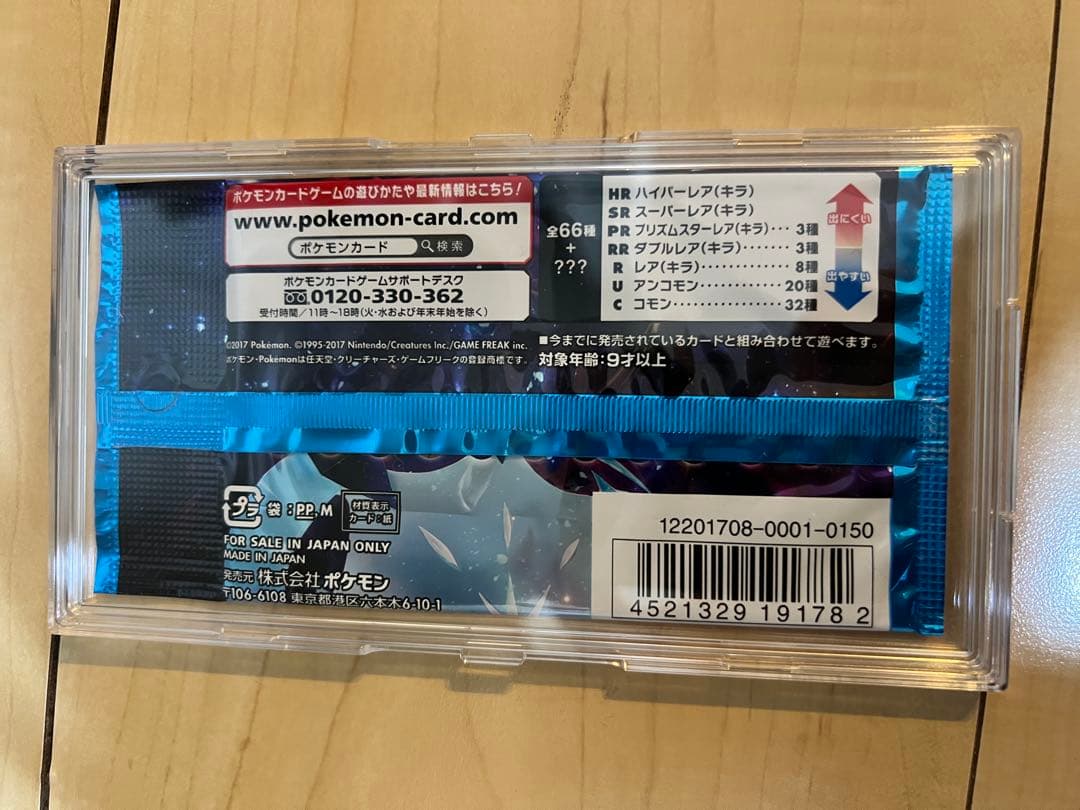 ポケモンカードゲームの遊びかたや最新情報はこちら!
www.pokemon-card.com
ポケモンカード 検索
ポケモンカードゲームサポートデスク
0120-330-362
受付時間/11時~18時(火・水および年末年始を除く)
©2017 Pokémon. ©1995-2017 Nintendo/Creatures Inc./GAME FREAK inc.
ポケモン・Pokémonは任天堂・クリーチャーズ・ゲームフリークの登録商標です。
全66種
+
???
HR ハイパーレア(キラ)
SR スーパーレア(キラ)
PR プリズムスターレア(キラ)··· 3種
RR ダブルレア(キラ)······· 3種
R レア(キラ)············ 8種
U アンコモン············ 20種
C コモン··············· 32種
出にくい
出やすい
■今までに発売されているカードと組み合わせて遊べます。
対象年齢:9才以上
プラ 袋:PP, M
材質表示
カード:紙
FOR SALE IN JAPAN ONLY
MADE IN JAPAN
発売元 株式会社 ポケモン
〒106-6108 東京都港区六本木6-10-1
12201708-0001-0150
4521329 191782